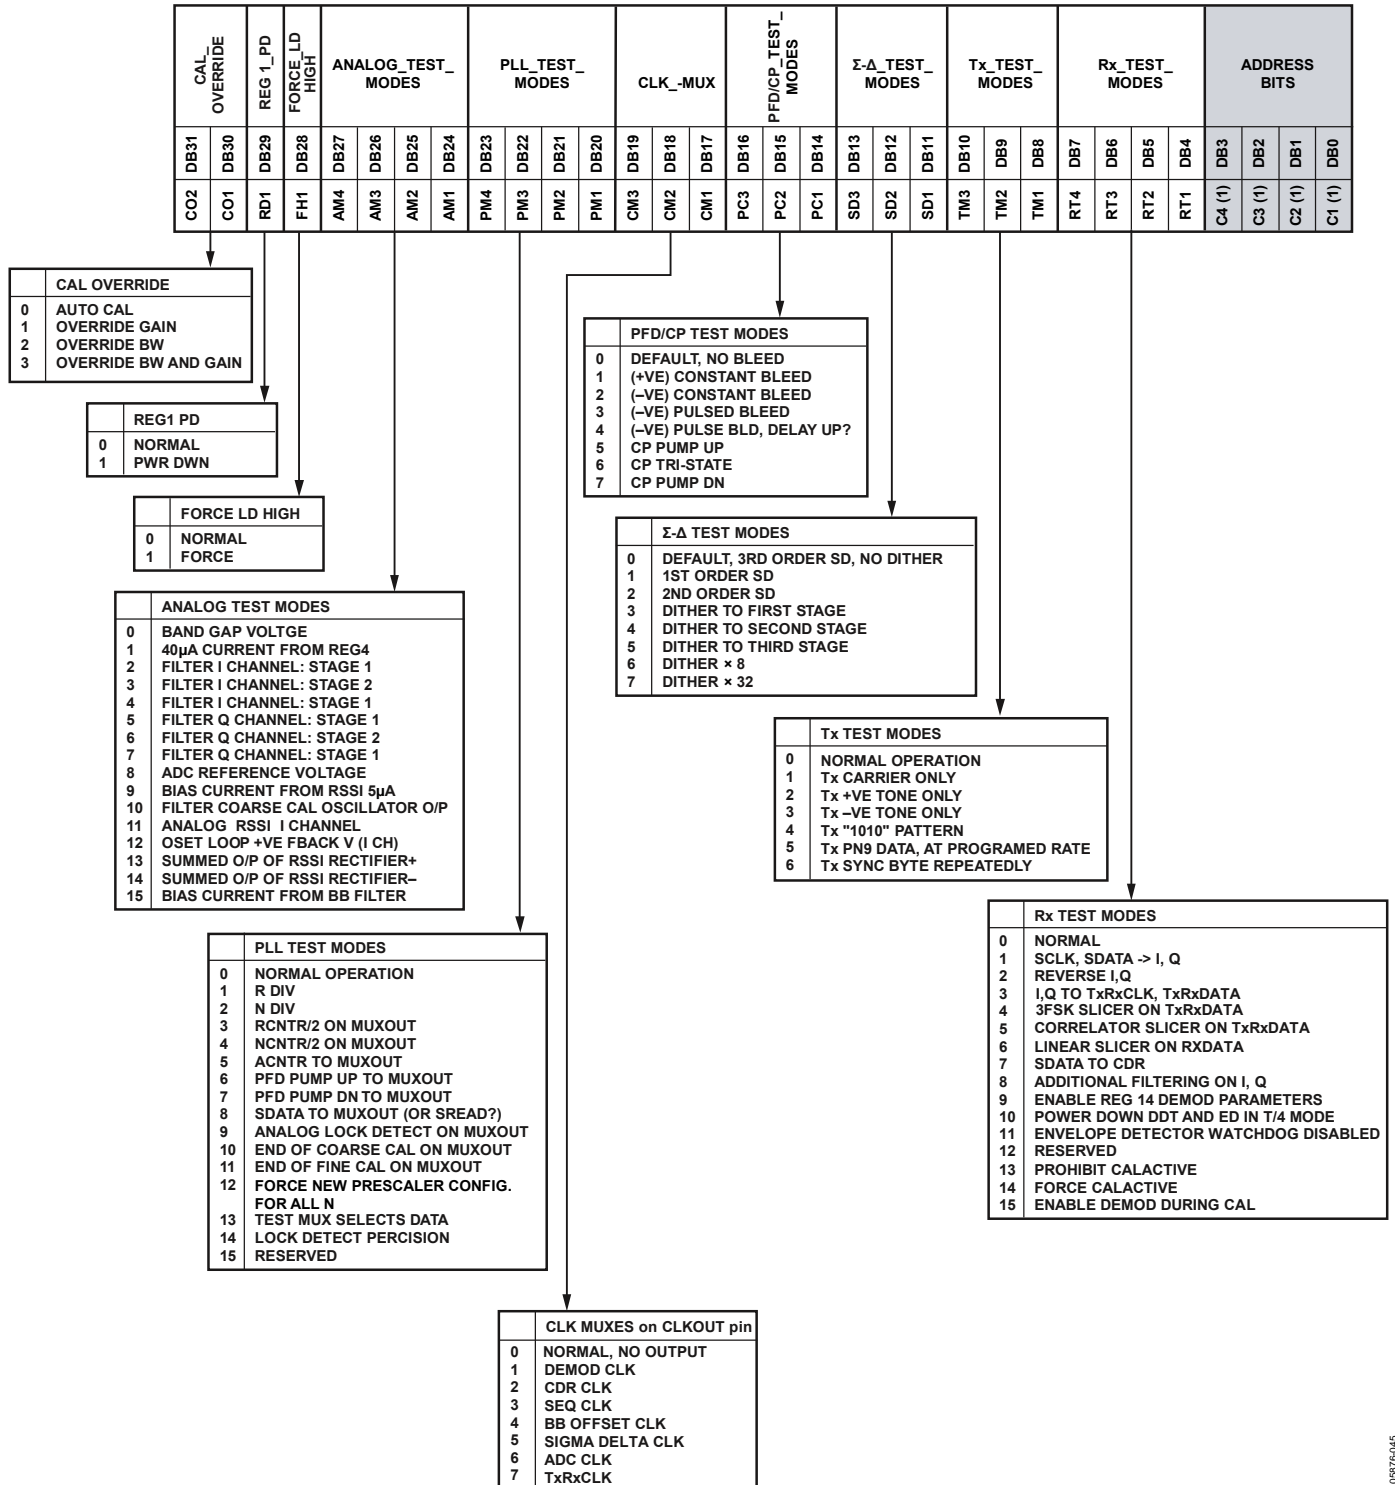 CAL_
OVERRIDE
REG 1_PD
FORCE_LD
HIGH
ANALOG_TEST_
MODES
PLL_TEST_
MODES
CLK_-MUX
PFD/CP_TEST_
MODES
Σ-Δ_TEST_
MODES
Tx_TEST_
MODES
Rx_TEST_
MODES
ADDRESS
BITS
DB31 DB30 DB29 DB28 DB27 DB26 DB25 DB24 DB23 DB22 DB21 DB20 DB19 DB18 DB17 DB16 DB15 DB14 DB13 DB12 DB11 DB10 DB9 DB8 DB7 DB6 DB5 DB4 DB3 DB2 DB1 DB0
CO2 CO1 RD1 FH1 AM4 AM3 AM2 AM1 PM4 PM3 PM2 PM1 CM3 CM2 CM1 PC3 PC2 PC1 SD3 SD2 SD1 TM3 TM2 TM1 RT4 RT3 RT2 RT1 C4 (1) C3 (1) C2 (1) C1 (1)
CAL OVERRIDE
0 AUTO CAL
1 OVERRIDE GAIN
2 OVERRIDE BW
3 OVERRIDE BW AND GAIN
REG1 PD
0 NORMAL
1 PWR DWN
FORCE LD HIGH
0 NORMAL
1 FORCE
ANALOG TEST MODES
0 BAND GAP VOLTGE
1 40µA CURRENT FROM REG4
2 FILTER I CHANNEL: STAGE 1
3 FILTER I CHANNEL: STAGE 2
4 FILTER I CHANNEL: STAGE 1
5 FILTER Q CHANNEL: STAGE 1
6 FILTER Q CHANNEL: STAGE 2
7 FILTER Q CHANNEL: STAGE 1
8 ADC REFERENCE VOLTAGE
9 BIAS CURRENT FROM RSSI 5µA
10 FILTER COARSE CAL OSCILLATOR O/P
11 ANALOG RSSI I CHANNEL
12 OSET LOOP +VE FBACK V (I CH)
13 SUMMED O/P OF RSSI RECTIFIER+
14 SUMMED O/P OF RSSI RECTIFIER–
15 BIAS CURRENT FROM BB FILTER
PLL TEST MODES
0 NORMAL OPERATION
1 R DIV
2 N DIV
3 RCNTR/2 ON MUXOUT
4 NCNTR/2 ON MUXOUT
5 ACNTR TO MUXOUT
6 PFD PUMP UP TO MUXOUT
7 PFD PUMP DN TO MUXOUT
8 SDATA TO MUXOUT (OR SREAD?)
9 ANALOG LOCK DETECT ON MUXOUT
10 END OF COARSE CAL ON MUXOUT
11 END OF FINE CAL ON MUXOUT
12 FORCE NEW PRESCALER CONFIG.
FOR ALL N
13 TEST MUX SELECTS DATA
14 LOCK DETECT PERCISION
15 RESERVED
CLK MUXES on CLKOUT pin
0 NORMAL, NO OUTPUT
1 DEMOD CLK
2 CDR CLK
3 SEQ CLK
4 BB OFFSET CLK
5 SIGMA DELTA CLK
6 ADC CLK
7 TxRxCLK
PFD/CP TEST MODES
0 DEFAULT, NO BLEED
1 (+VE) CONSTANT BLEED
2 (–VE) CONSTANT BLEED
3 (–VE) PULSED BLEED
4 (–VE) PULSE BLD, DELAY UP?
5 CP PUMP UP
6 CP TRI-STATE
7 CP PUMP DN
Σ-Δ TEST MODES
0 DEFAULT, 3RD ORDER SD, NO DITHER
1 1ST ORDER SD
2 2ND ORDER SD
3 DITHER TO FIRST STAGE
4 DITHER TO SECOND STAGE
5 DITHER TO THIRD STAGE
6 DITHER × 8
7 DITHER × 32
Tx TEST MODES
0 NORMAL OPERATION
1 Tx CARRIER ONLY
2 Tx +VE TONE ONLY
3 Tx –VE TONE ONLY
4 Tx "1010" PATTERN
5 Tx PN9 DATA, AT PROGRAMED RATE
6 Tx SYNC BYTE REPEATEDLY
Rx TEST MODES
0 NORMAL
1 SCLK, SDATA -> I, Q
2 REVERSE I,Q
3 I,Q TO TxRxCLK, TxRxDATA
4 3FSK SLICER ON TxRxDATA
5 CORRELATOR SLICER ON TxRxDATA
6 LINEAR SLICER ON RXDATA
7 SDATA TO CDR
8 ADDITIONAL FILTERING ON I, Q
9 ENABLE REG 14 DEMOD PARAMETERS
10 POWER DOWN DDT AND ED IN T/4 MODE
11 ENVELOPE DETECTOR WATCHDOG DISABLED
12 RESERVED
13 PROHIBIT CALACTIVE
14 FORCE CALACTIVE
15 ENABLE DEMOD DURING CAL
05876-045